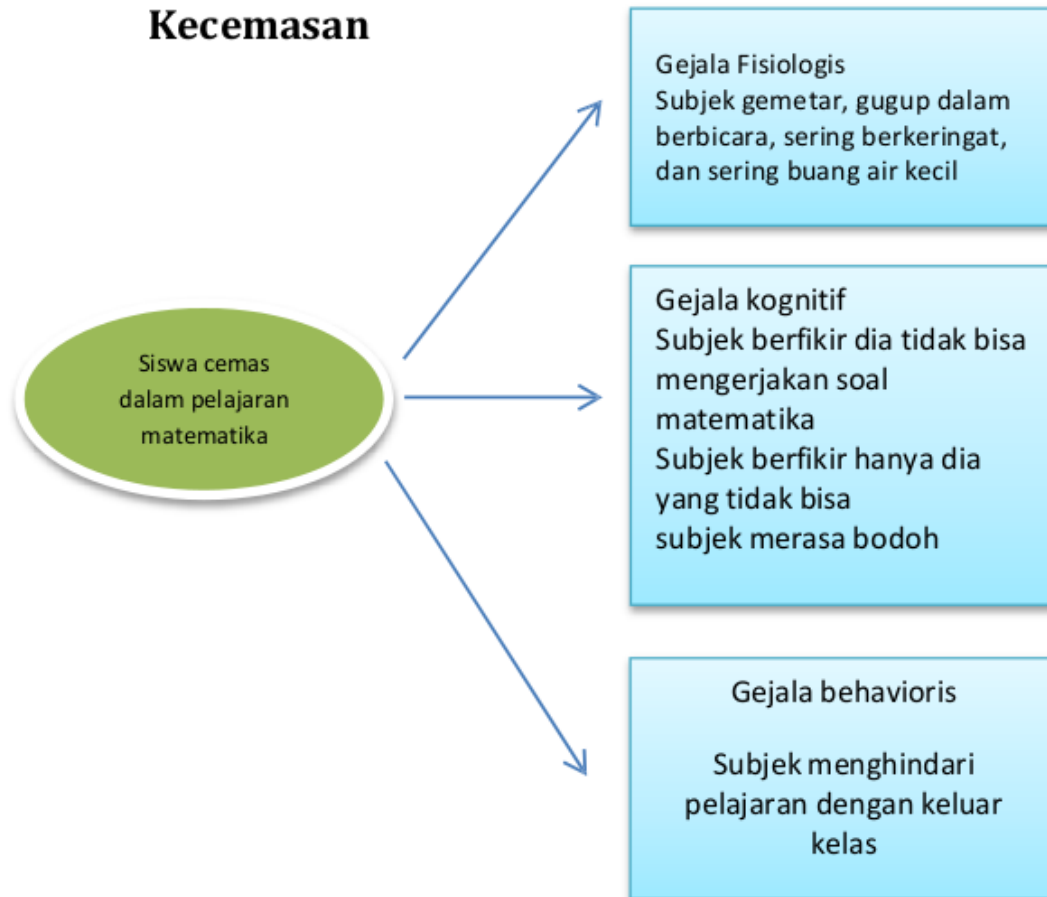 Kecemasan
Gejala Fisiologis
Subjek gemetar, gugup dalam
berbicara, sering berkeringat,
dan sering buang air kecil
Siswa cemas
dalam pelajaran
matematika
Gejala kognitif
Subjek berfikir dia tidak bisa
mengerjakan soal
matematika
Subjek berfikir hanya dia
yang tidak bisa
subjek merasa bodoh
Gejala behavioris
Subjek menghindari
pelajaran dengan keluar
kelas